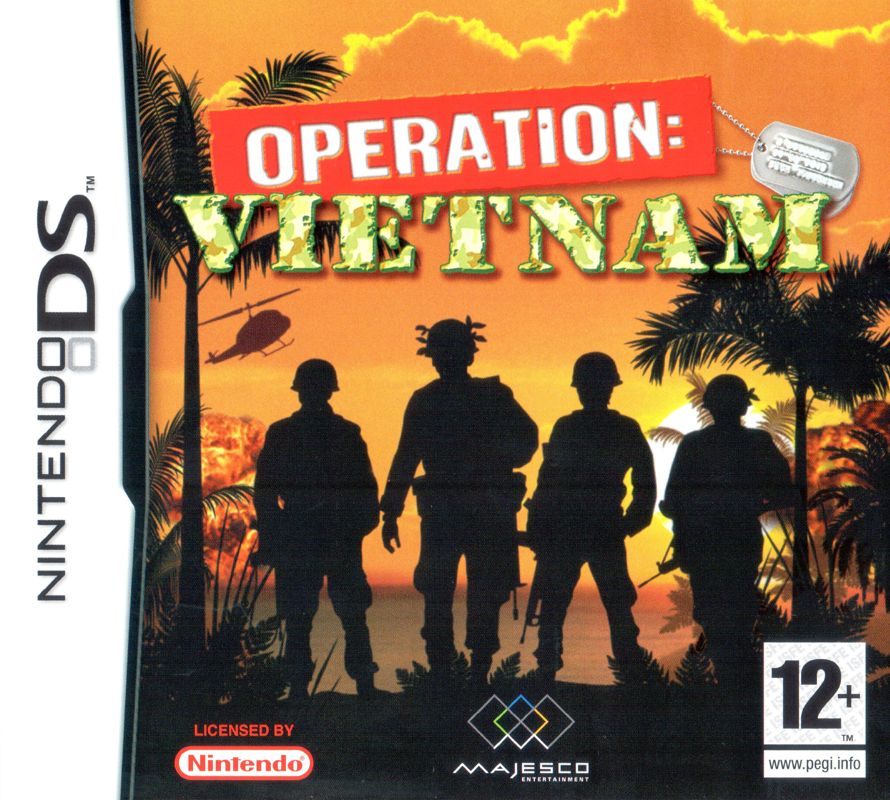 NINTENDO DS™
OPERATION:
VIETNAM
LICENSED BY
Nintendo
MAJESCO
ENTERTAINMENT
12+
™
www.pegi.info